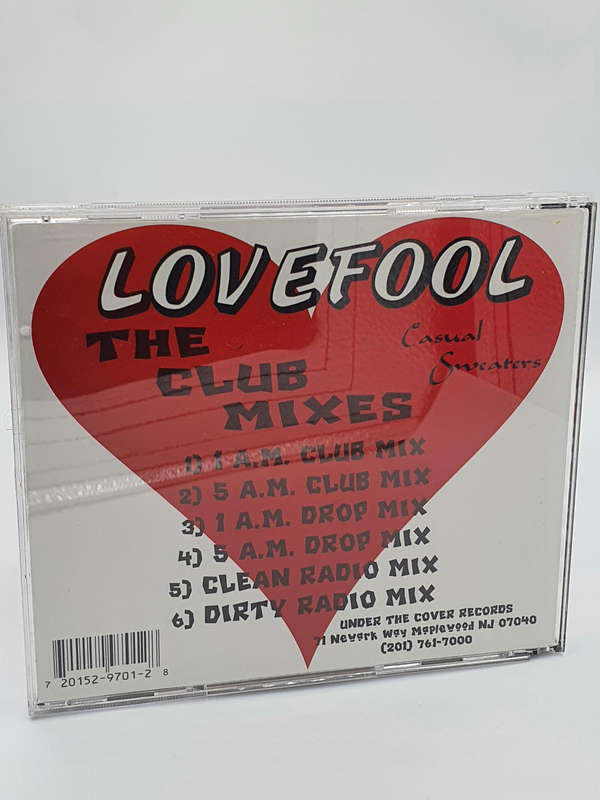 LOVEFOOL
THE
CLUB
MIXES
Casual
Sweaters
1) 1 A.M. CLUB MIX
2) 5 A.M. CLUB MIX
3) 1 A.M. DROP MIX
4) 5 A.M. DROP MIX
5) CLEAN RADIO MIX
6) DIRTY RADIO MIX
UNDER THE COVER RECORDS
71 Newark Way Maplewood NJ 07040
(201) 761-7000
7 20152-9701-2 8